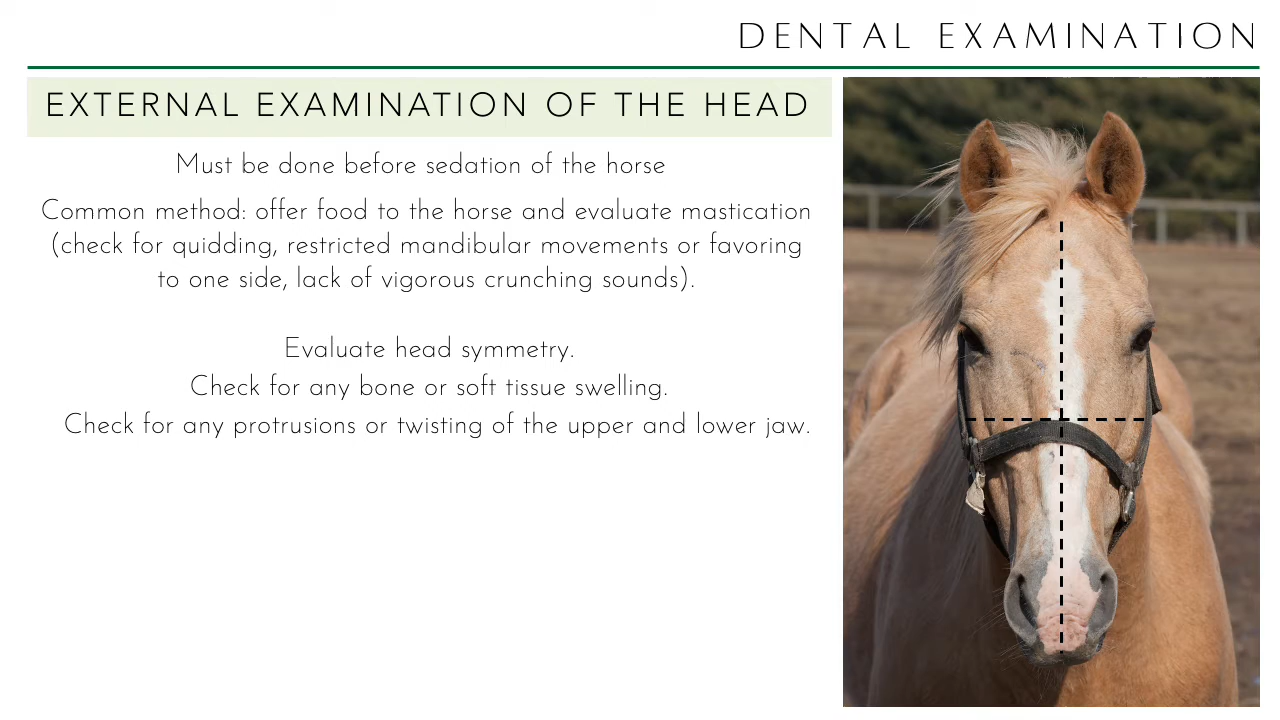 DENTAL EXAMINATION
EXTERNAL EXAMINATION OF THE HEAD
Must be done before sedation of the horse
Common method: offer food to the horse and evaluate mastication
(check for quidding, restricted mandibular movements or favoring
to one side, lack of vigorous crunching sounds).
Evaluate head symmetry.
Check for any bone or soft tissue swelling.
Check for any protrusions or twisting of the upper and lower jaw.